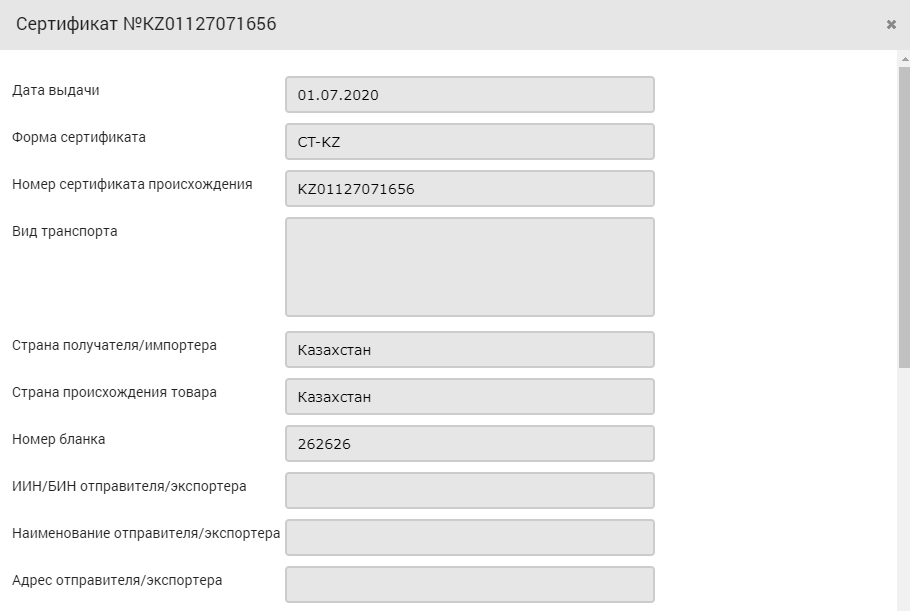 Сертификат №KZ01127071656
Дата выдачи
01.07.2020
Форма сертификата
CT-KZ
Номер сертификата происхождения
KZ01127071656
Вид транспорта
Страна получателя/импортера
Казахстан
Страна происхождения товара
Казахстан
Номер бланка
262626
ИИН/БИН отправителя/экспортера
Наименование отправителя/экспортера
Адрес отправителя/экспортера